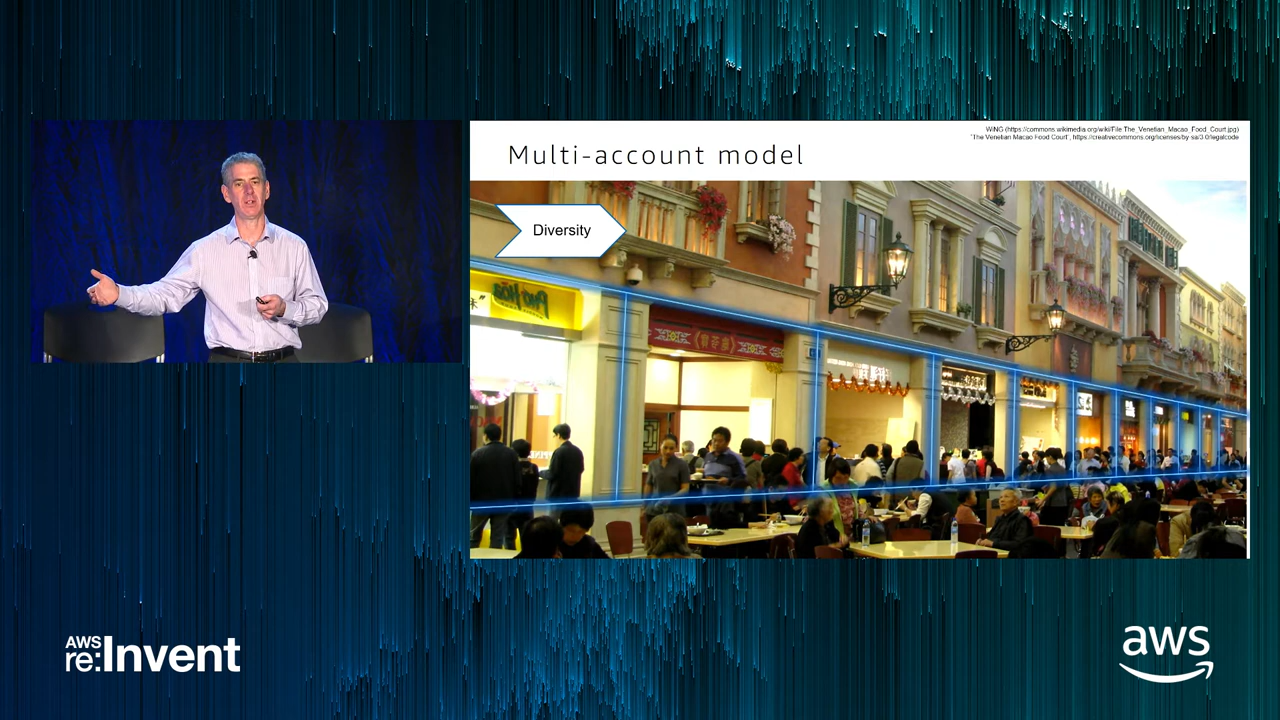 WiNG (https://commons.wikimedia.org/wiki/File:The_Venetian_Macao_Food_Court.jpg)
"The Venetian Macao Food Court", https://creativecommons.org/licenses/by-sa/3.0/legalcode
Multi-account model
Diversity
AWS
re:Invent
aws